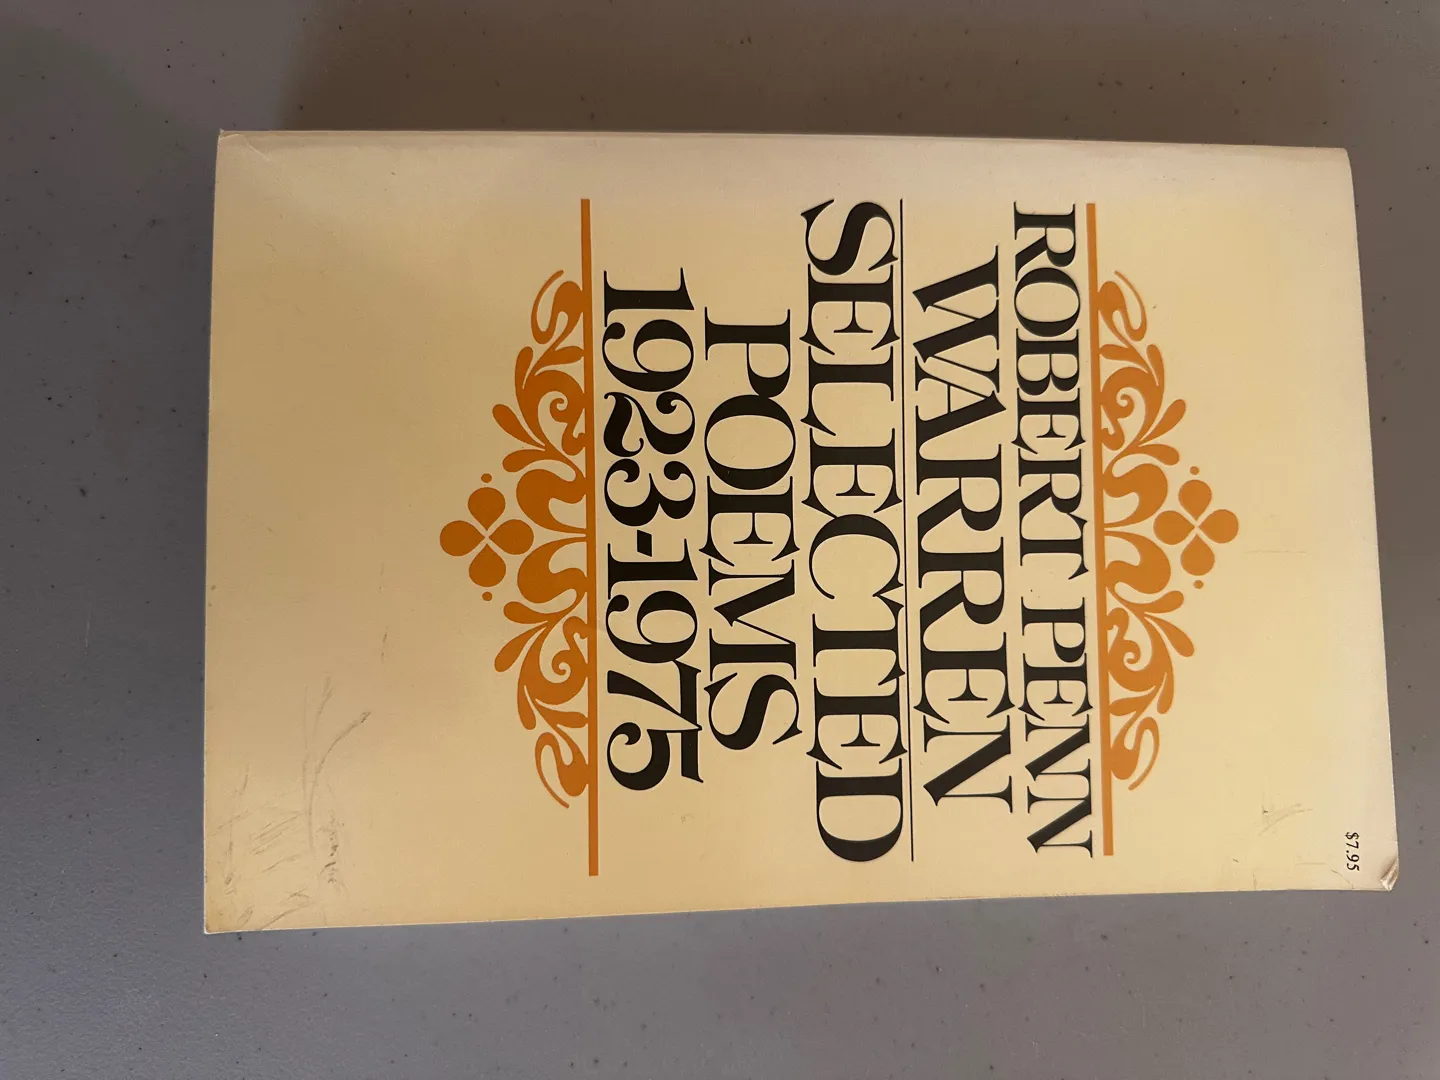 $7.95
ROBERT PENN
WARREN
SELECTED
POEMS
1923-1975